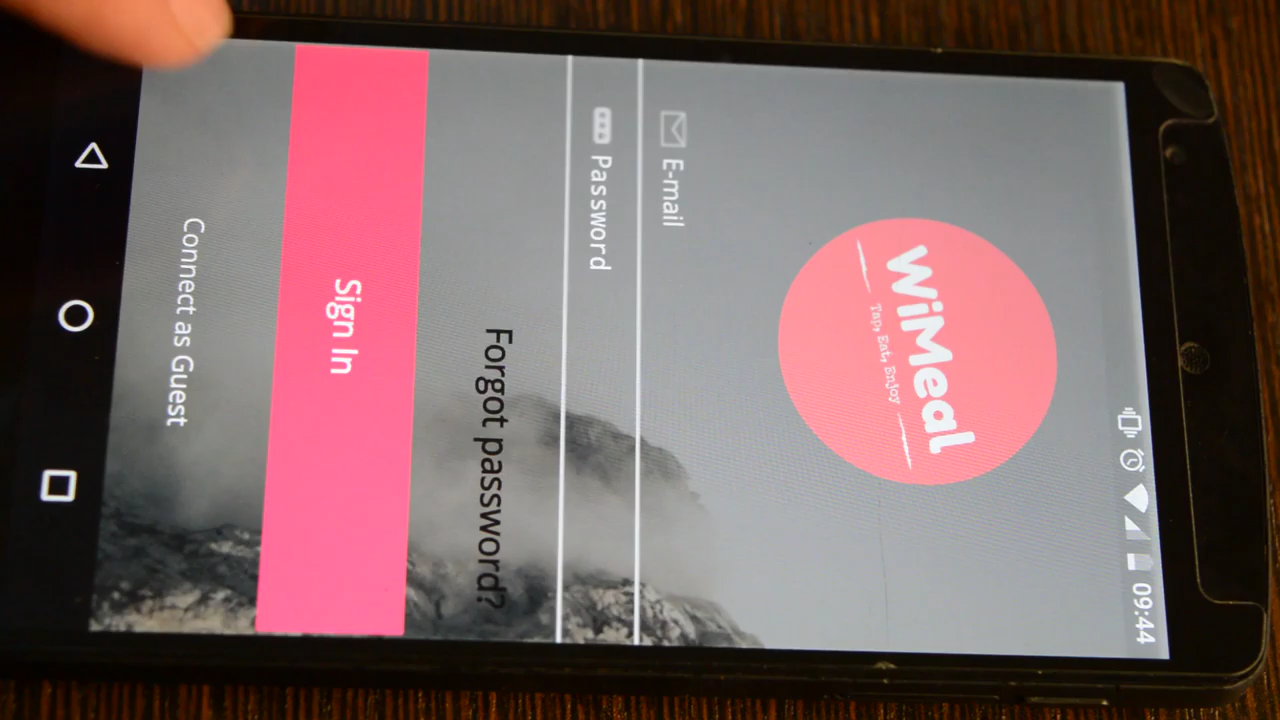 09:44
WiMeal
Tap, Eat, Enjoy
E-mail
Password
Forgot password?
Sign In
Connect as Guest